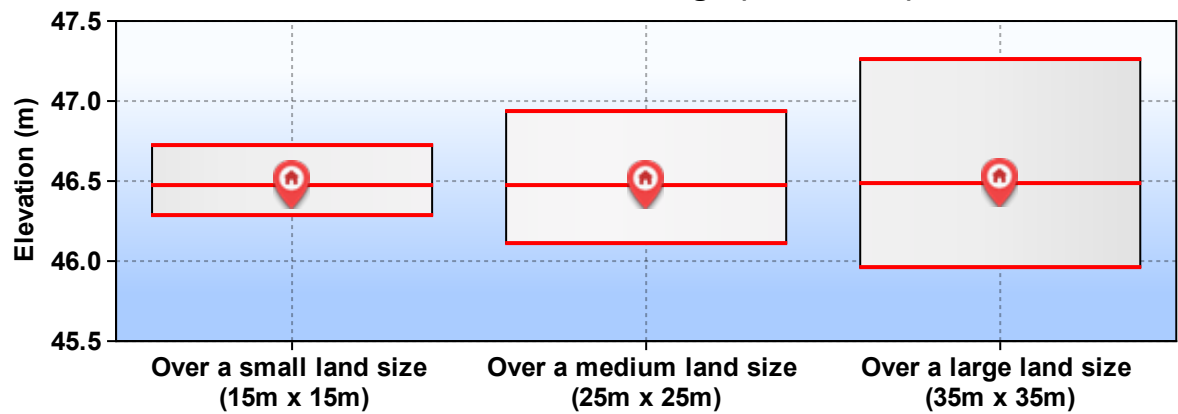 47.5
47.0
46.5
46.0
45.5
Elevation (m)
Over a small land size
(15m x 15m)
Over a medium land size
(25m x 25m)
Over a large land size
(35m x 35m)